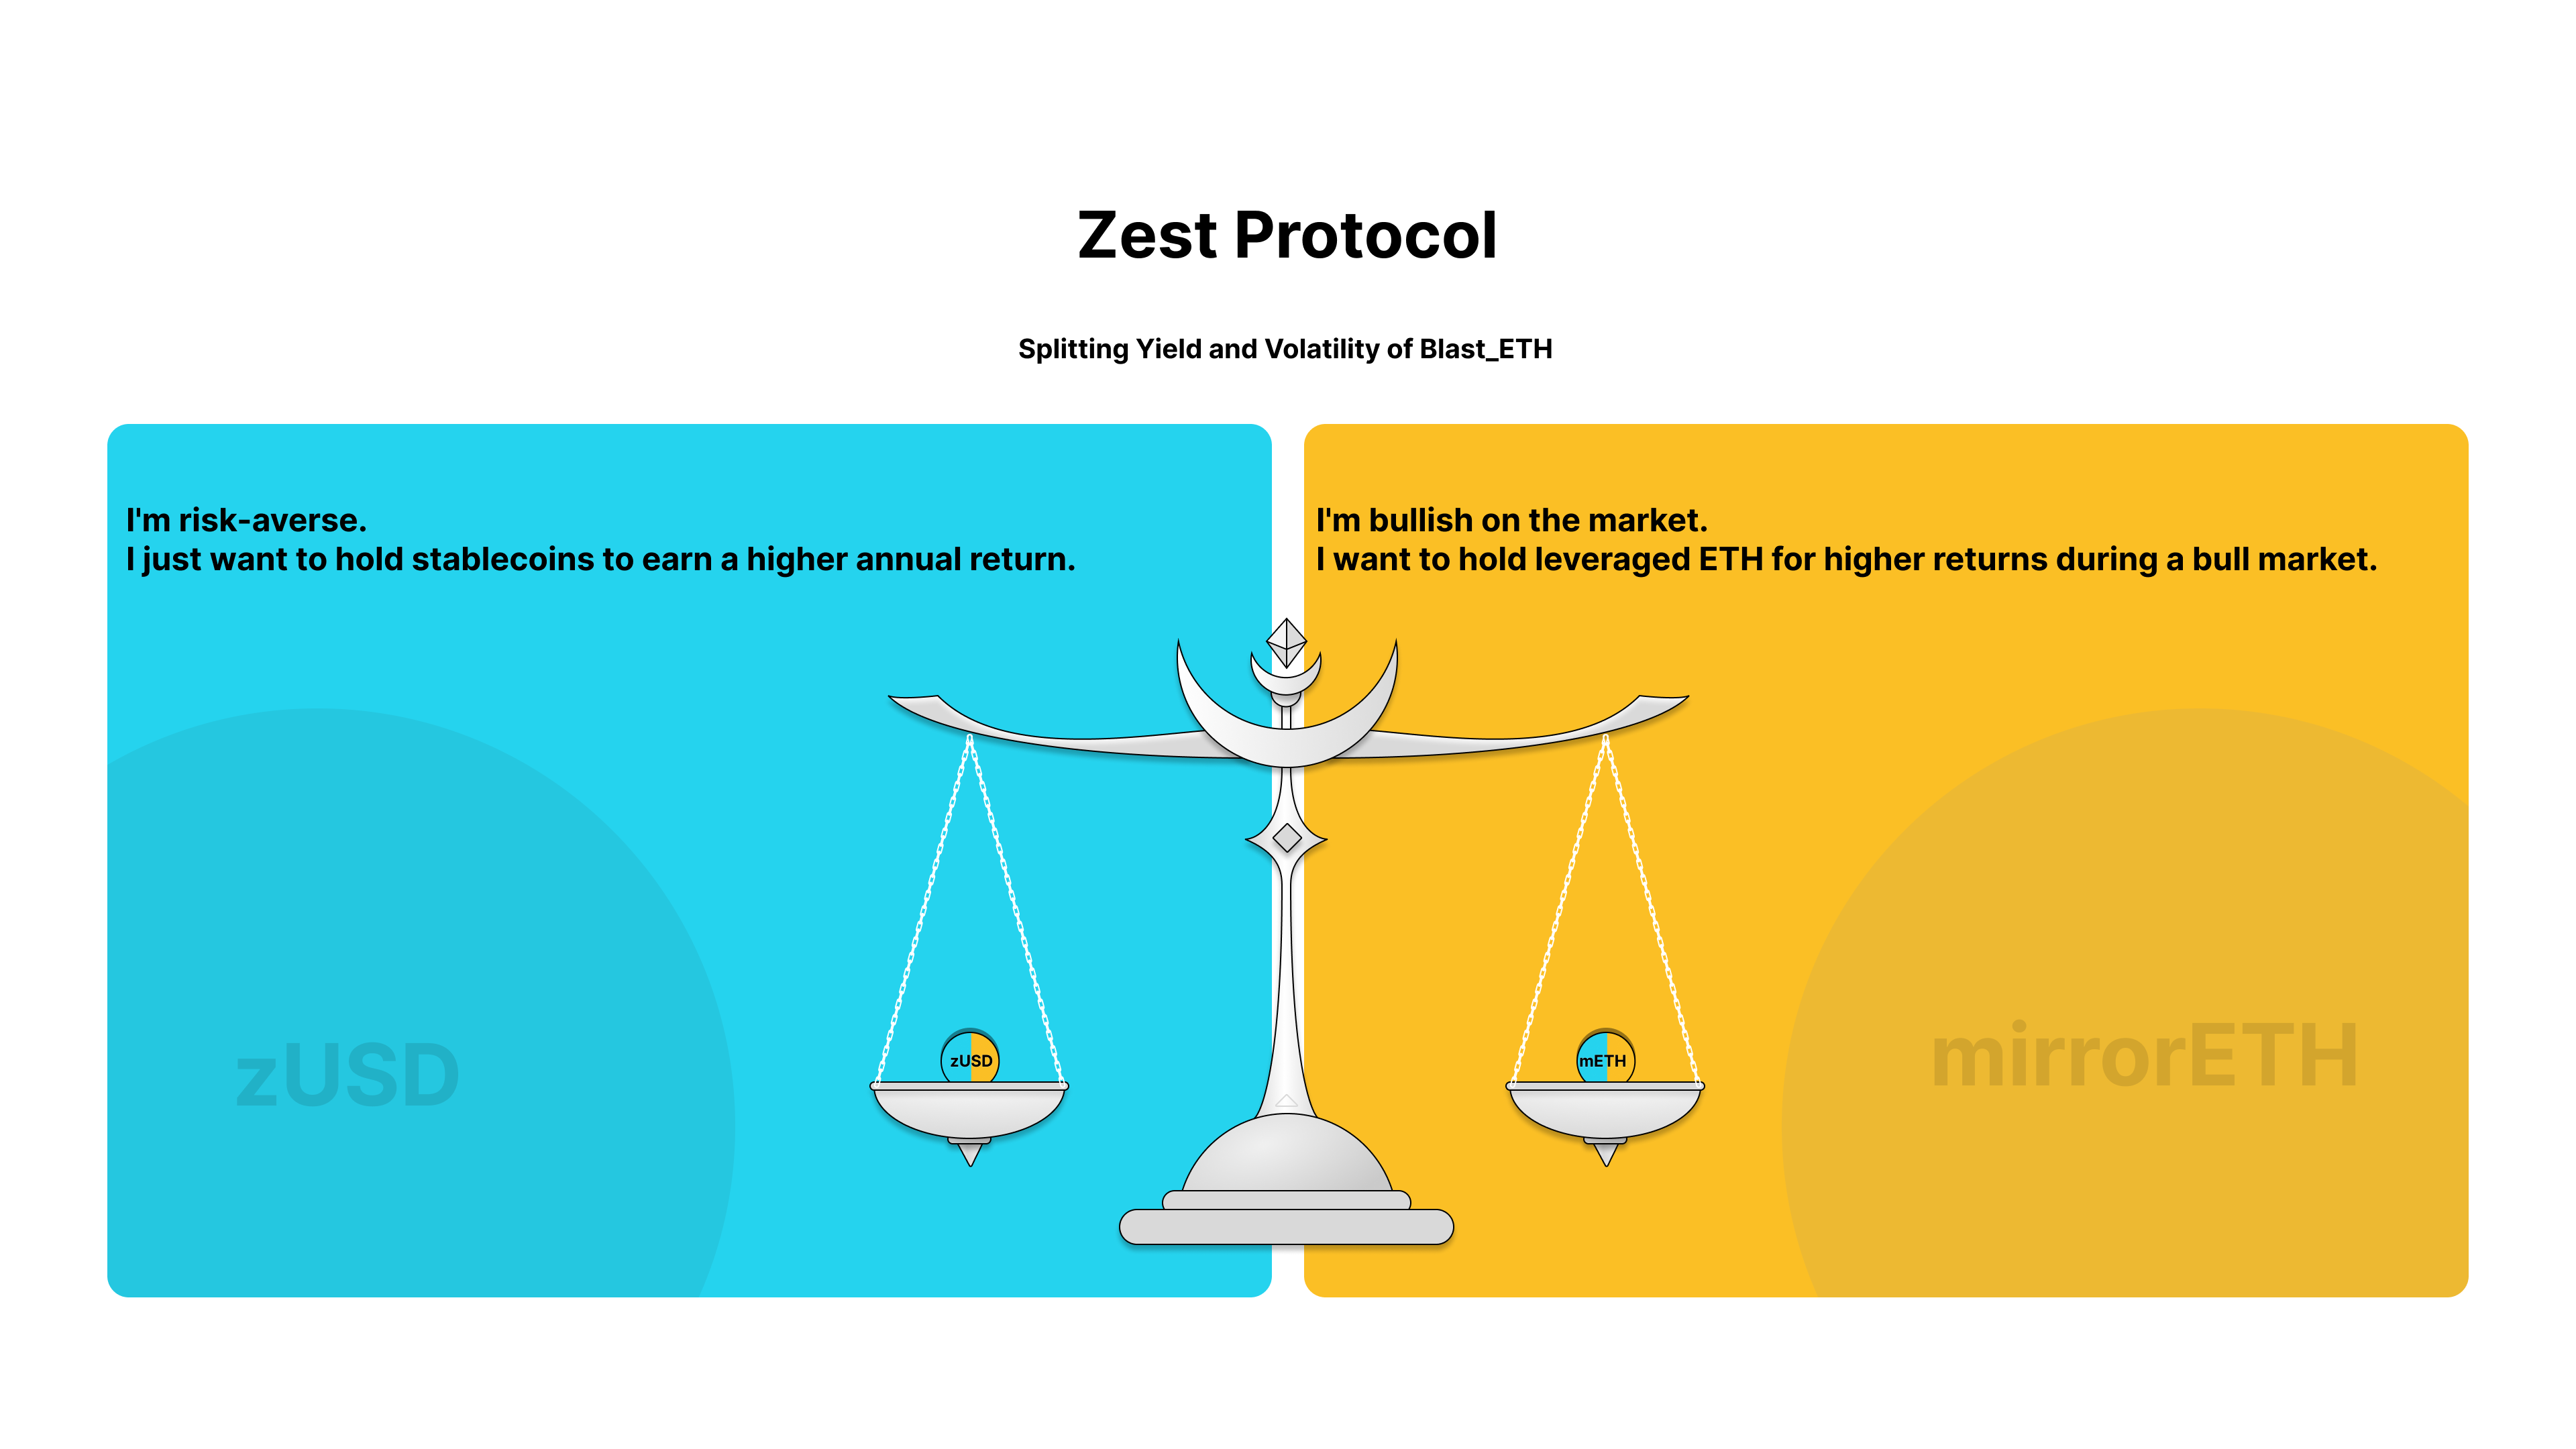 Zest Protocol
Splitting Yield and Volatility of Blast_ETH
I'm risk-averse.
I just want to hold stablecoins to earn a higher annual return.
I'm bullish on the market.
I want to hold leveraged ETH for higher returns during a bull market.
zUSD
zUSD
mETH
mirrorETH